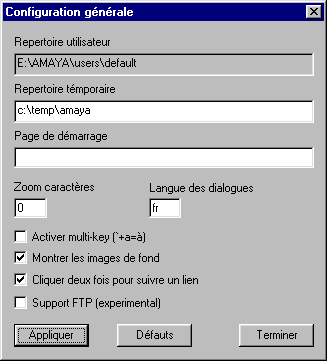 Configuration générale
Repertoire utilisateur
E:\AMAYA\users\default
Repertoire témporaire
c:\temp\amaya
Page de démarrage
Zoom caractères
Langue des dialogues
0
fr
Activer multi-key (`+a=à)
Montrer les images de fond
Cliquer deux fois pour suivre un lien
Support FTP (experimental)
Appliquer
Défauts
Terminer